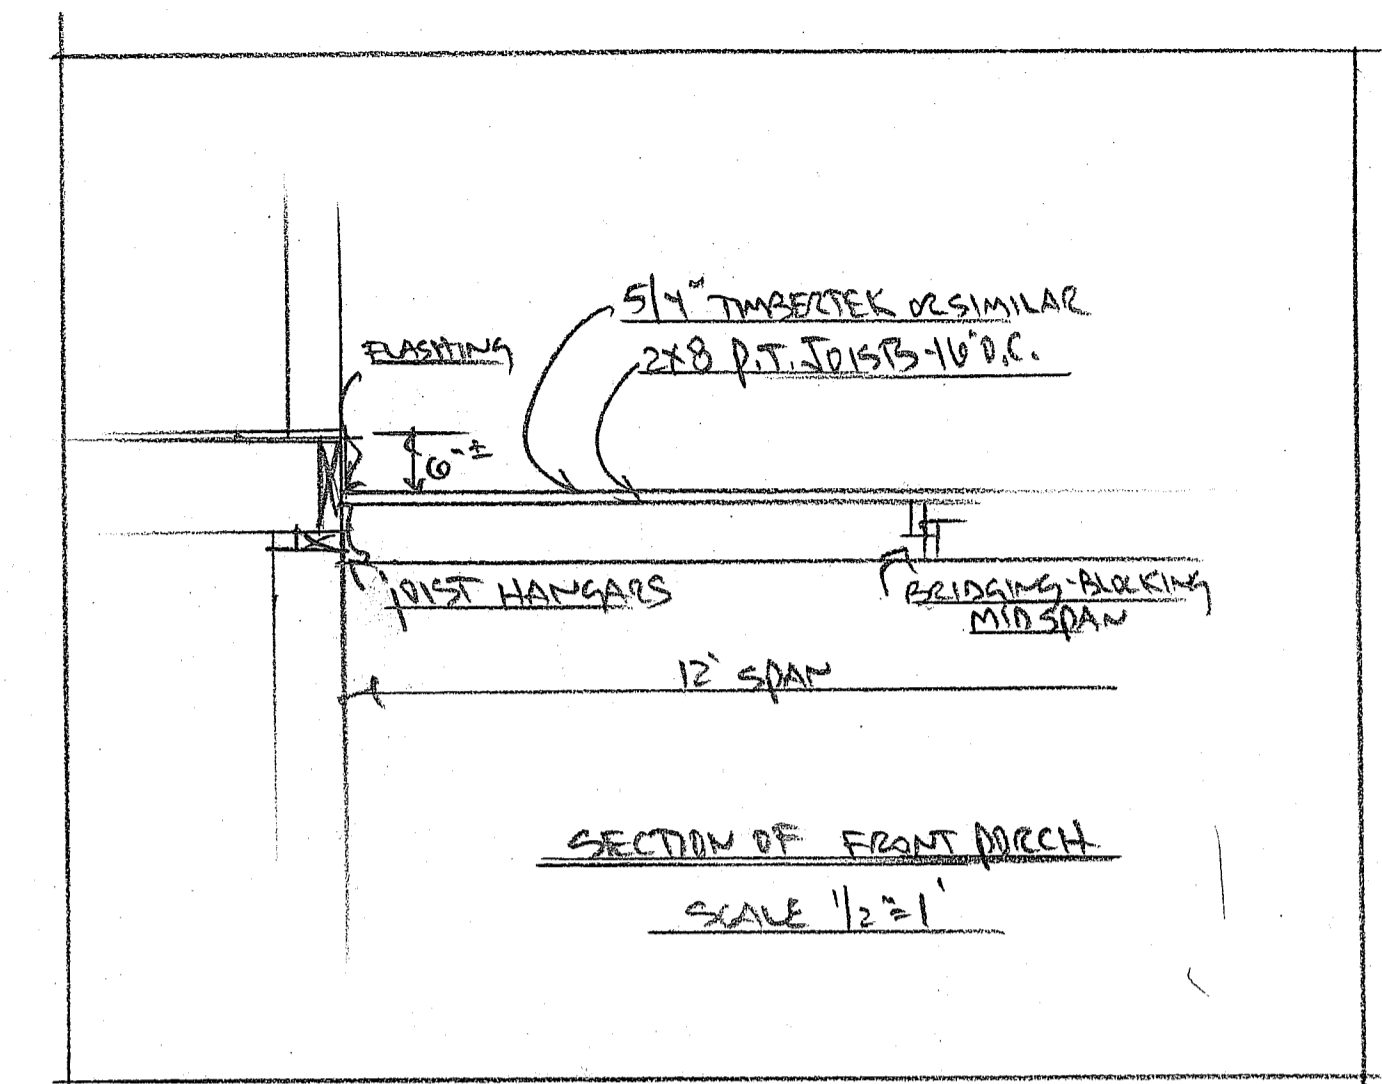 5/4" TIMBERTEK OR SIMILAR
2x8 P.T. JOISTS-16" O.C.
FLASHING
6"±
JOIST HANGARS
BRIDGING-BLOCKING
MIDSPAN
12' SPAN
SECTION OF FRONT PORCH
SCALE 1/2"=1'